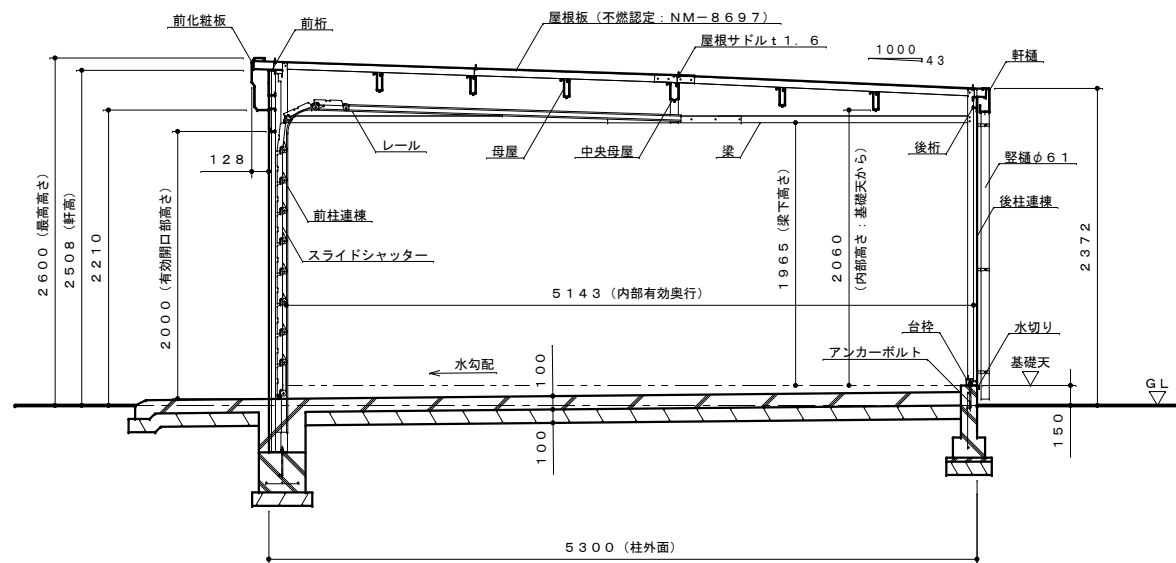 前化粧板
前桁
屋根板（不燃認定：NM－8697）
屋根サドルｔ１．６
1000
43
軒樋
レール
母屋
中央母屋
梁
後桁
竪樋φ６１
128
前柱連棟
後柱連棟
スライドシャッター
2600（最高高さ）
2508（軒高）
2210
2000（有効開口部高さ）
1965（梁下高さ）
2060
（内部高さ：基礎天から）
2372
5143（内部有効奥行）
台枠
水切り
アンカーボルト
基礎天
水勾配
100
GL
100
150
5300（柱外面）